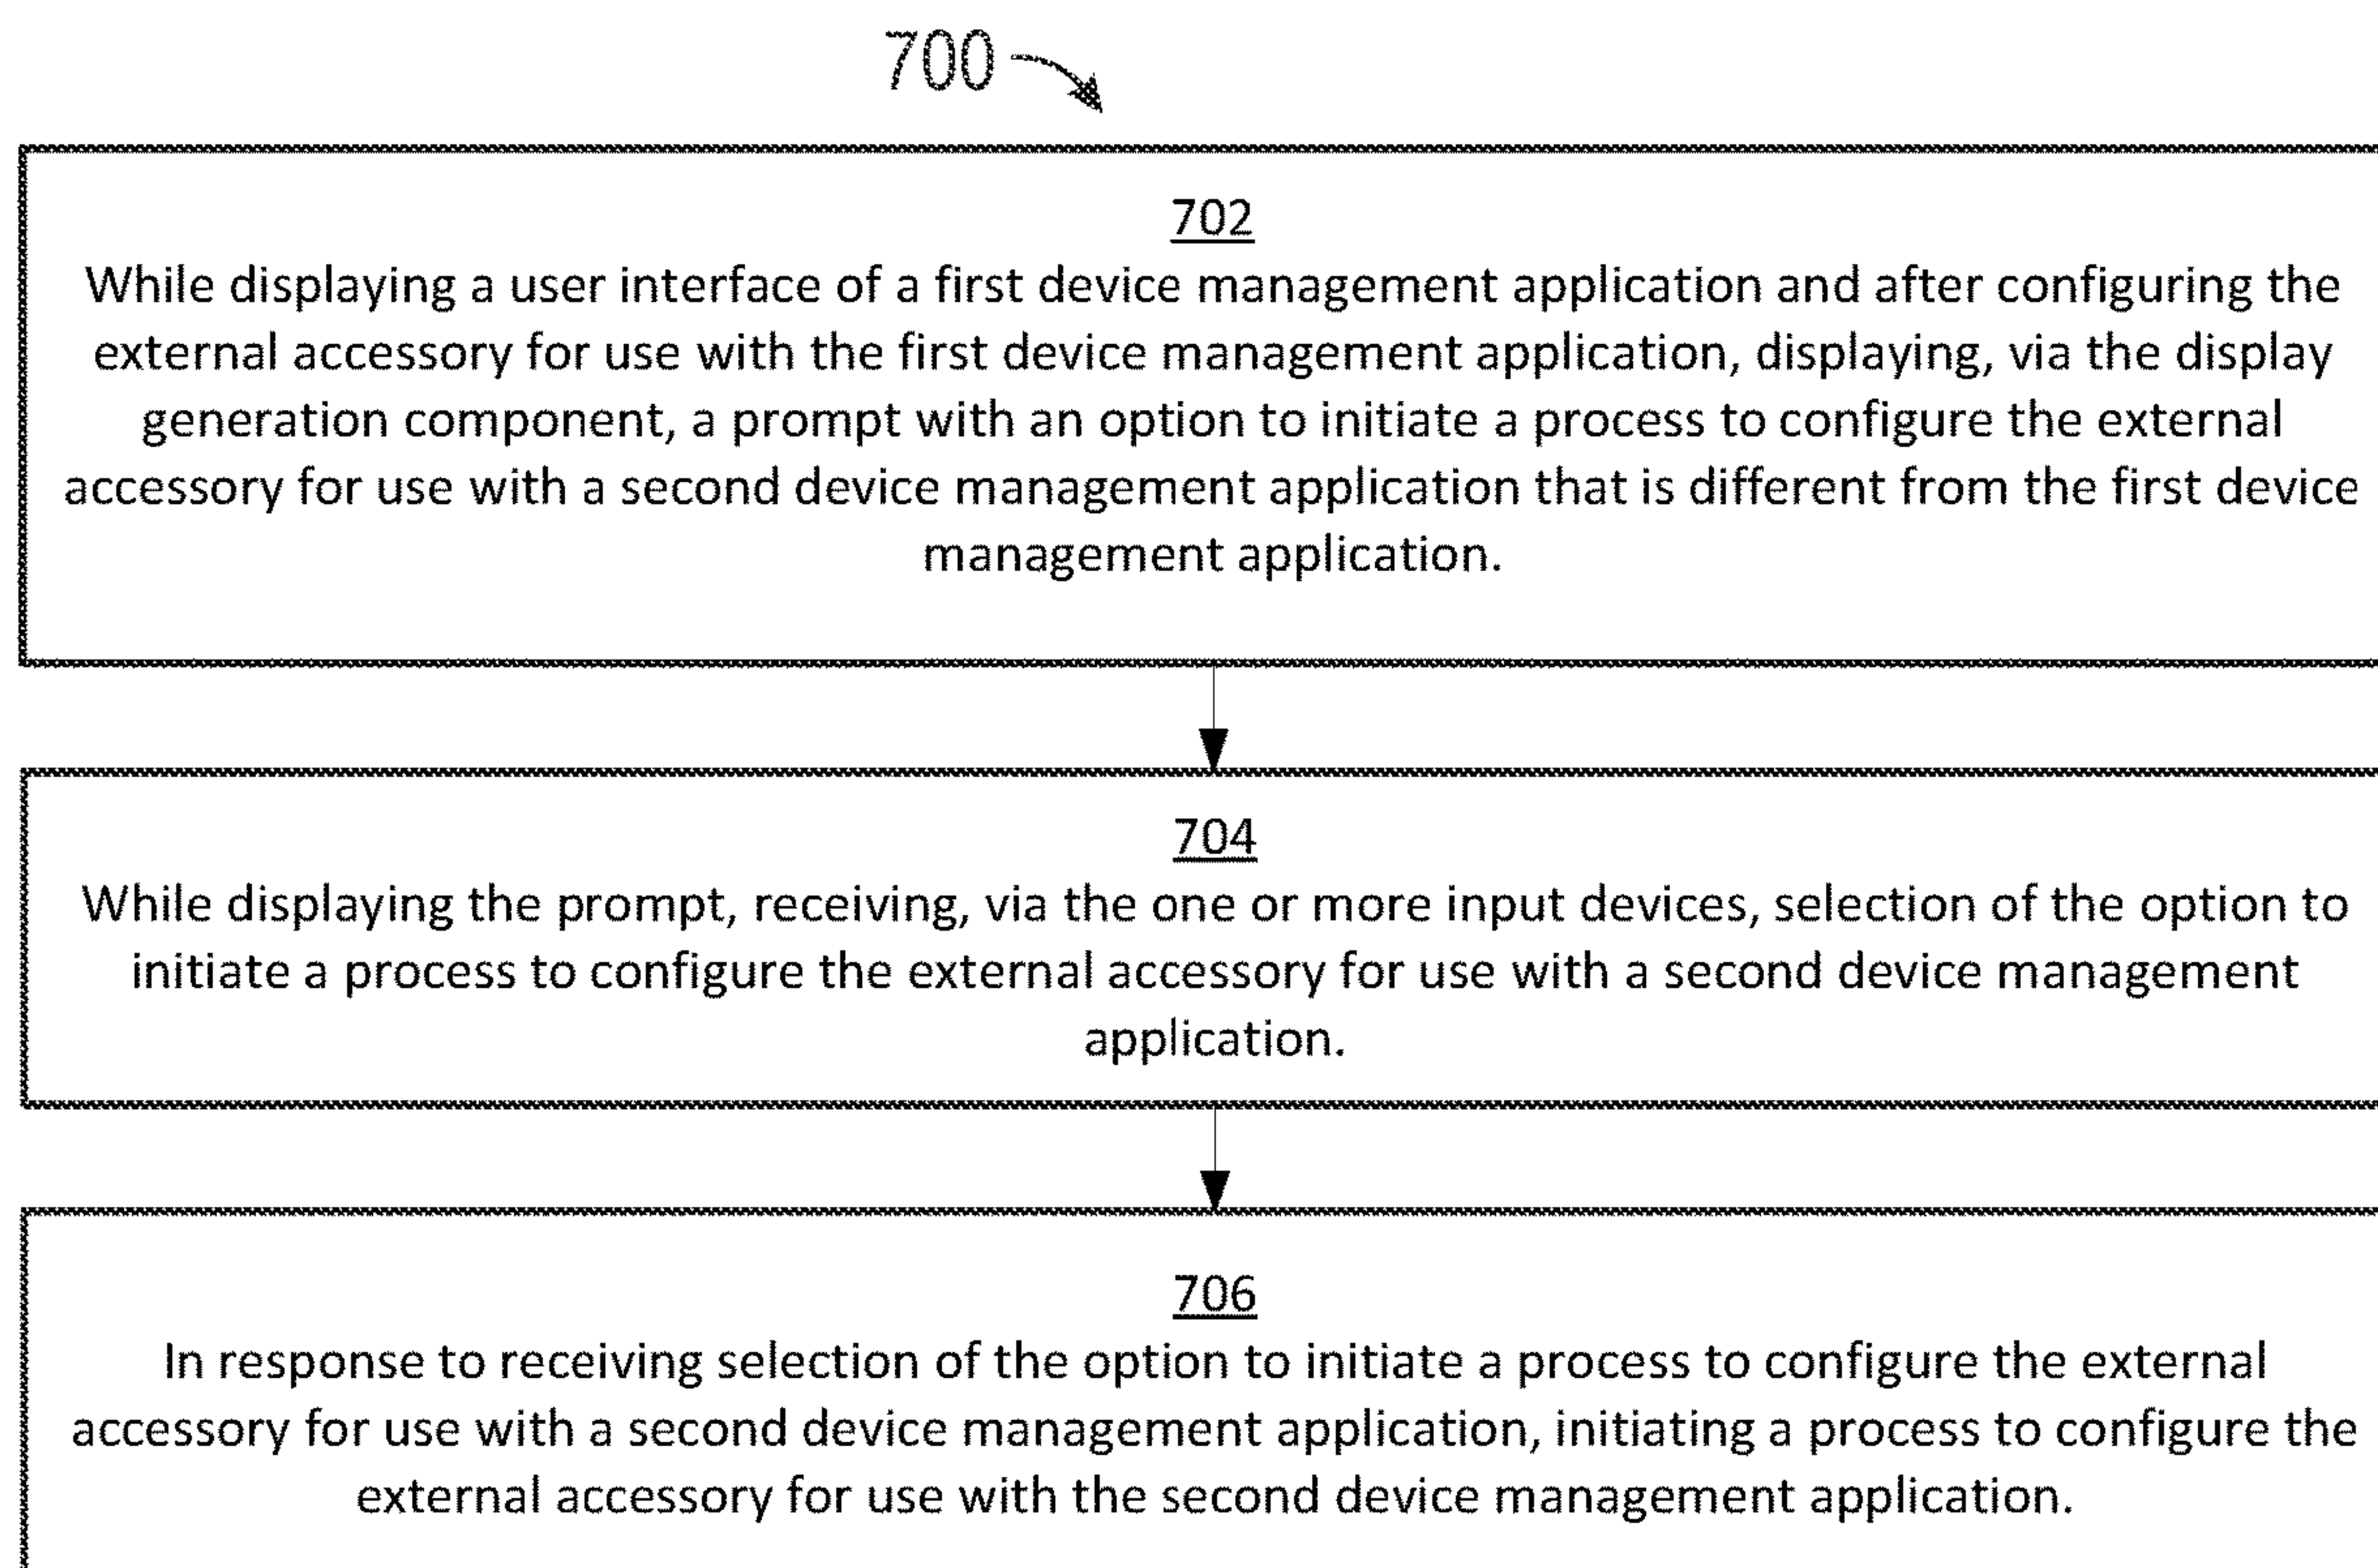 700
702
While displaying a user interface of a first device management application and after configuring the
external accessory for use with the first device management application, displaying, via the display
generation component, a prompt with an option to initiate a process to configure the external
accessory for use with a second device management application that is different from the first device
management application.
704
While displaying the prompt, receiving, via the one or more input devices, selection of the option to
initiate a process to configure the external accessory for use with a second device management
application.
706
In response to receiving selection of the option to initiate a process to configure the external
accessory for use with a second device management application, initiating a process to configure the
external accessory for use with the second device management application.